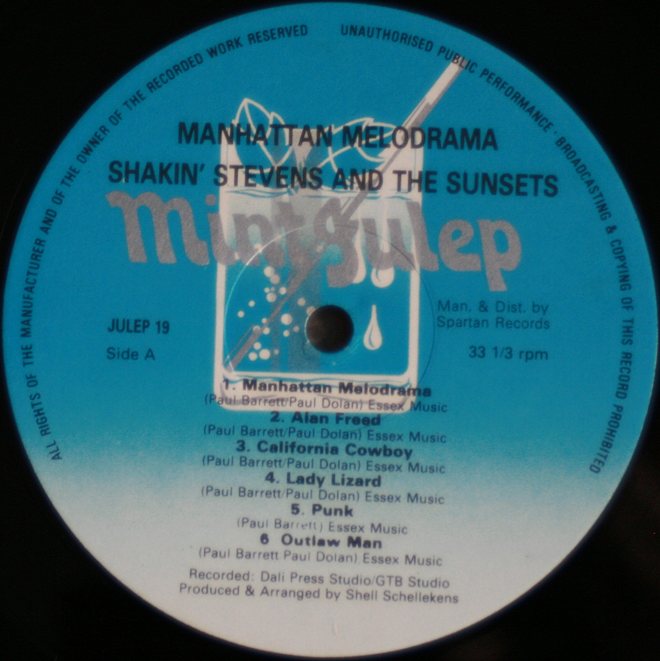 ALL RIGHTS OF THE MANUFACTURER AND OF THE OWNER OF THE RECORDED WORK RESERVED
UNAUTHORISED PUBLIC PERFORMANCE · BROADCASTING & COPYING OF THIS RECORD PROHIBITED
MANHATTAN MELODRAMA
SHAKIN' STEVENS AND THE SUNSETS
Mint Julep
JULEP 19
Side A
Man. & Dist. by
Spartan Records
33 1/3 rpm
1. Manhattan Melodrama
(Paul Barrett/Paul Dolan) Essex Music
2. Alan Freed
(Paul Barrett/Paul Dolan) Essex Music
3. California Cowboy
(Paul Barrett/Paul Dolan) Essex Music
4. Lady Lizard
(Paul Barrett/Paul Dolan) Essex Music
5. Punk
(Paul Barrett) Essex Music
6 Outlaw Man
(Paul Barrett Paul Dolan) Essex Music
Recorded: Dali Press Studio/GTB Studio
Produced & Arranged by Shell Schellekens